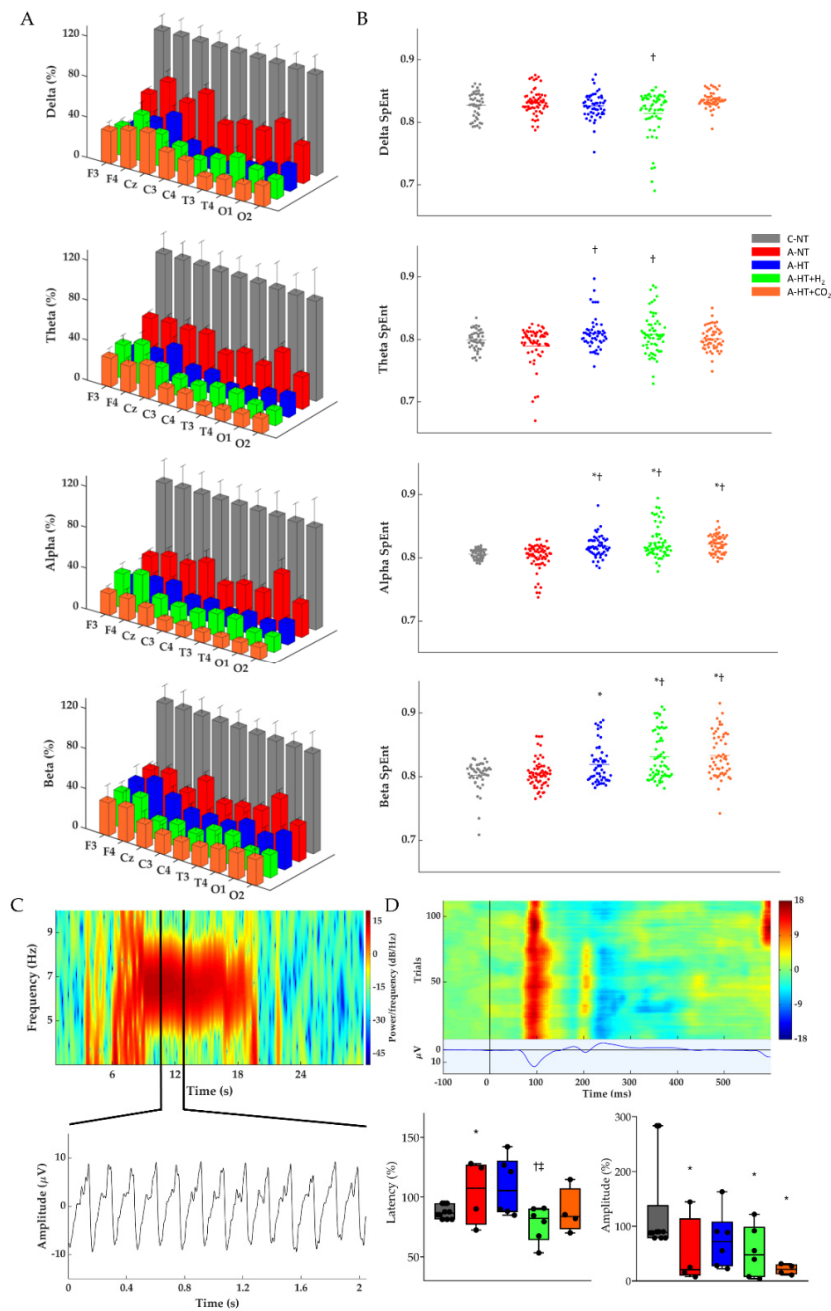 A
120
80
40
0
Delta (%)
F3
F4
Cz
C3
C4
T3
T4
O1
O2
120
80
40
0
Theta (%)
F3
F4
Cz
C3
C4
T3
T4
O1
O2
120
80
40
0
Alpha (%)
F3
F4
Cz
C3
C4
T3
T4
O1
O2
120
80
40
0
Beta (%)
F3
F4
Cz
C3
C4
T3
T4
O1
O2
B
0.9
0.8
0.7
Delta SpEnt
†
C-NT
A-NT
A-HT
A-HT+H₂
A-HT+CO₂
0.9
0.8
0.7
Theta SpEnt
†
†
0.9
0.8
0.7
Alpha SpEnt
*†
*†
*†
0.9
0.8
0.7
Beta SpEnt
*
*†
*†
C
9
7
5
Frequency (Hz)
6
12
18
24
Time (s)
15
0
-15
-30
-45
Power/frequency (dB/Hz)
10
0
-10
Amplitude (μV)
0
0.4
0.8
1.2
1.6
2
Time (s)
D
100
50
0
Trials
0
10
μV
-100
0
100
200
300
400
500
Time (ms)
18
9
0
-9
-18
150
100
50
Latency (%)
*
†‡
300
200
100
0
Amplitude (%)
*
*
*